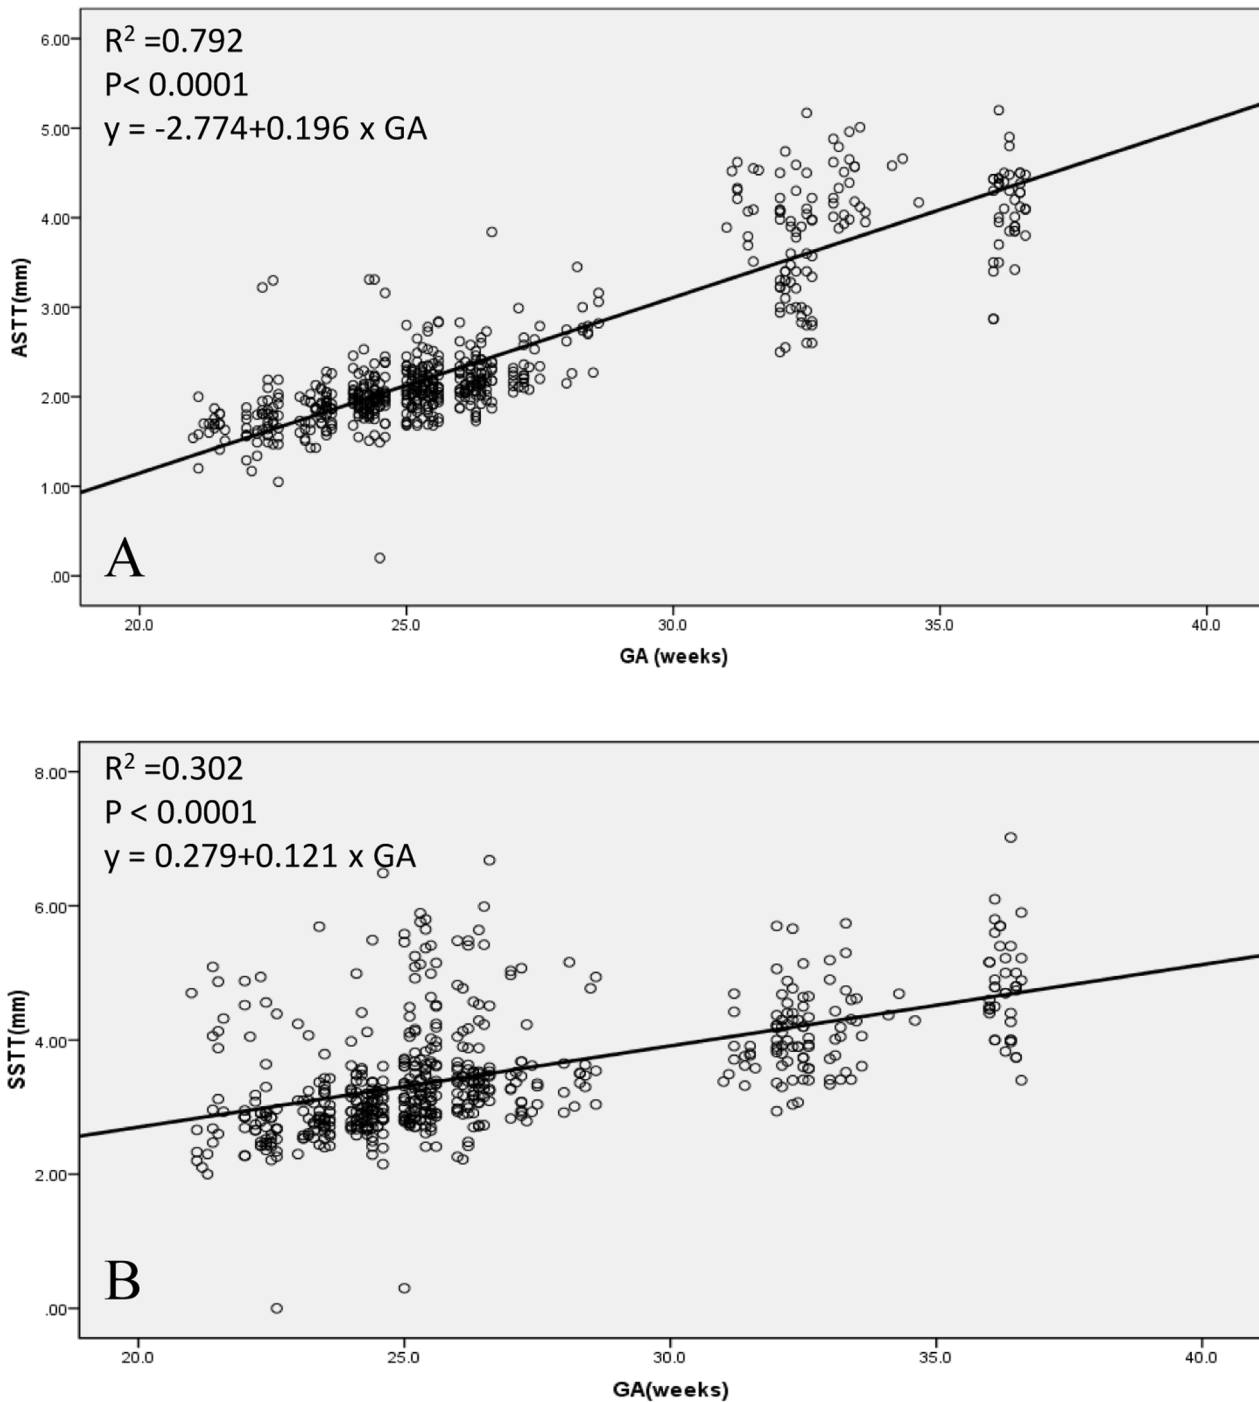 R² =0.792
P< 0.0001
y = -2.774+0.196 x GA
6.00
5.00
4.00
3.00
2.00
1.00
.00
ASTT(mm)
A
20.0 25.0 30.0 35.0 40.0
GA (weeks)
R² =0.302
P < 0.0001
y = 0.279+0.121 x GA
8.00
6.00
4.00
2.00
.00
SSTT(mm)
B
20.0 25.0 30.0 35.0 40.0
GA(weeks)